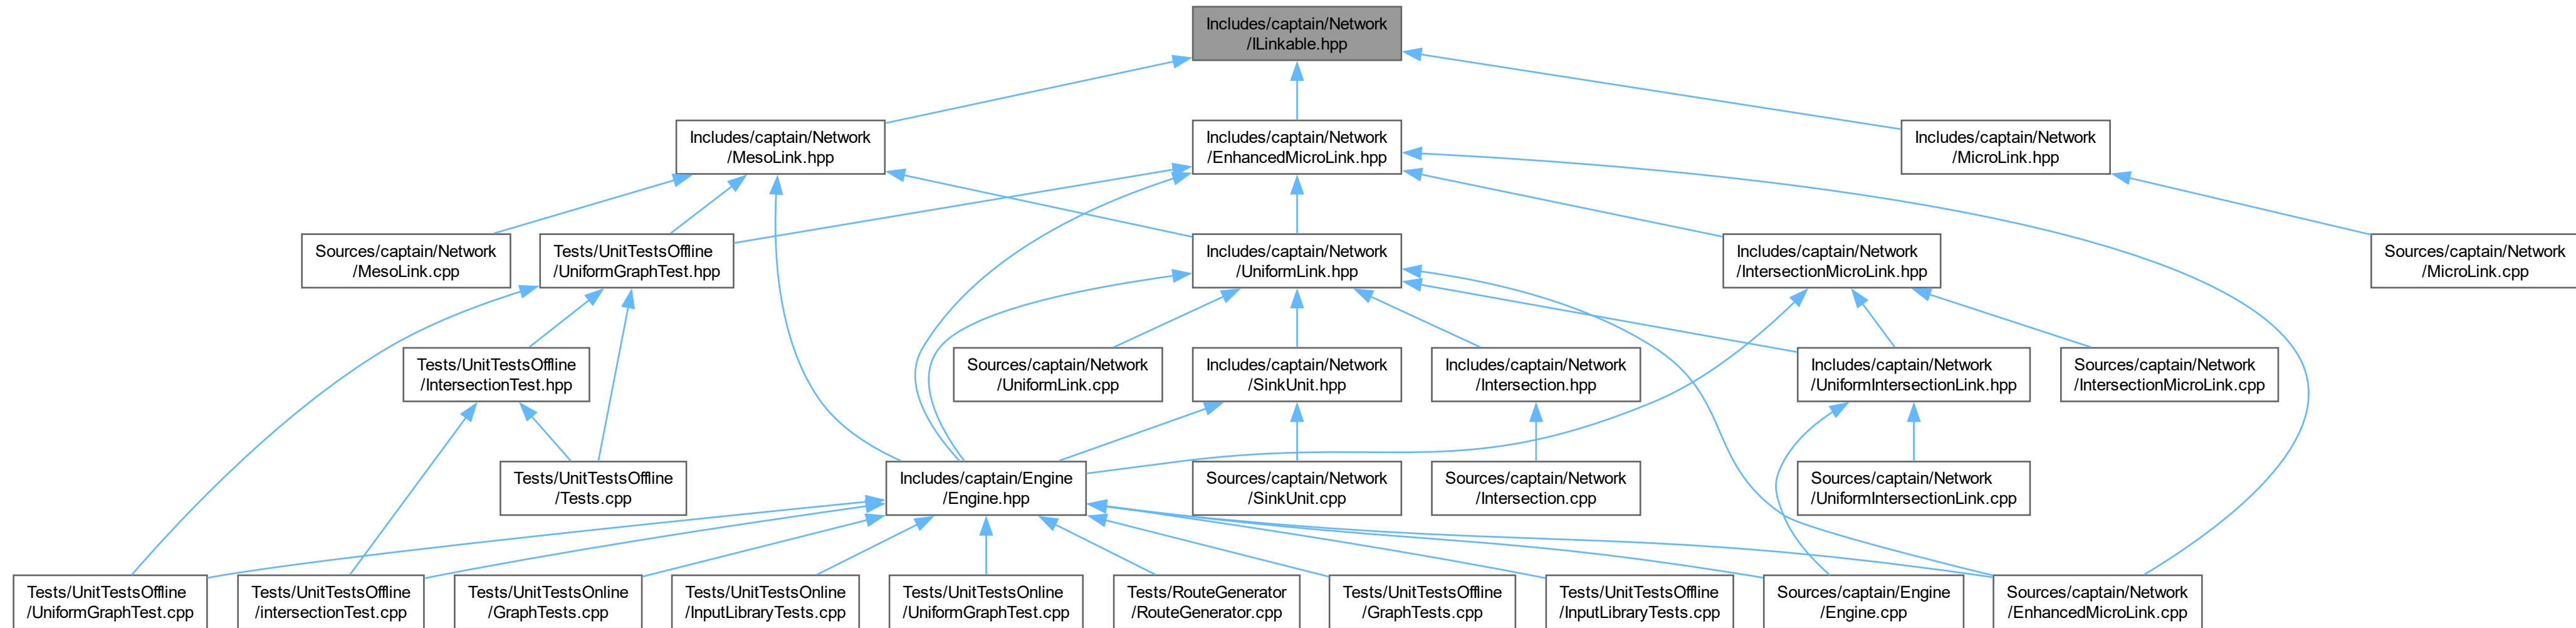 Includes/captain/Network
/ILinkable.hpp
Includes/captain/Network
/MesoLink.hpp
Includes/captain/Network
/EnhancedMicroLink.hpp
Includes/captain/Network
/MicroLink.hpp
Sources/captain/Network
/MesoLink.cpp
Tests/UnitTestsOffline
/UniformGraphTest.hpp
Includes/captain/Network
/UniformLink.hpp
Includes/captain/Network
/IntersectionMicroLink.hpp
Sources/captain/Network
/MicroLink.cpp
Tests/UnitTestsOffline
/IntersectionTest.hpp
Sources/captain/Network
/UniformLink.cpp
Includes/captain/Network
/SinkUnit.hpp
Includes/captain/Network
/Intersection.hpp
Includes/captain/Network
/UniformIntersectionLink.hpp
Sources/captain/Network
/IntersectionMicroLink.cpp
Tests/UnitTestsOffline
/Tests.cpp
Includes/captain/Engine
/Engine.hpp
Sources/captain/Network
/SinkUnit.cpp
Sources/captain/Network
/Intersection.cpp
Sources/captain/Network
/UniformIntersectionLink.cpp
Tests/UnitTestsOffline
/UniformGraphTest.cpp
Tests/UnitTestsOffline
/intersectionTest.cpp
Tests/UnitTestsOnline
/GraphTests.cpp
Tests/UnitTestsOnline
/InputLibraryTests.cpp
Tests/UnitTestsOnline
/UniformGraphTest.cpp
Tests/RouteGenerator
/RouteGenerator.cpp
Tests/UnitTestsOffline
/GraphTests.cpp
Tests/UnitTestsOffline
/InputLibraryTests.cpp
Sources/captain/Engine
/Engine.cpp
Sources/captain/Network
/EnhancedMicroLink.cpp